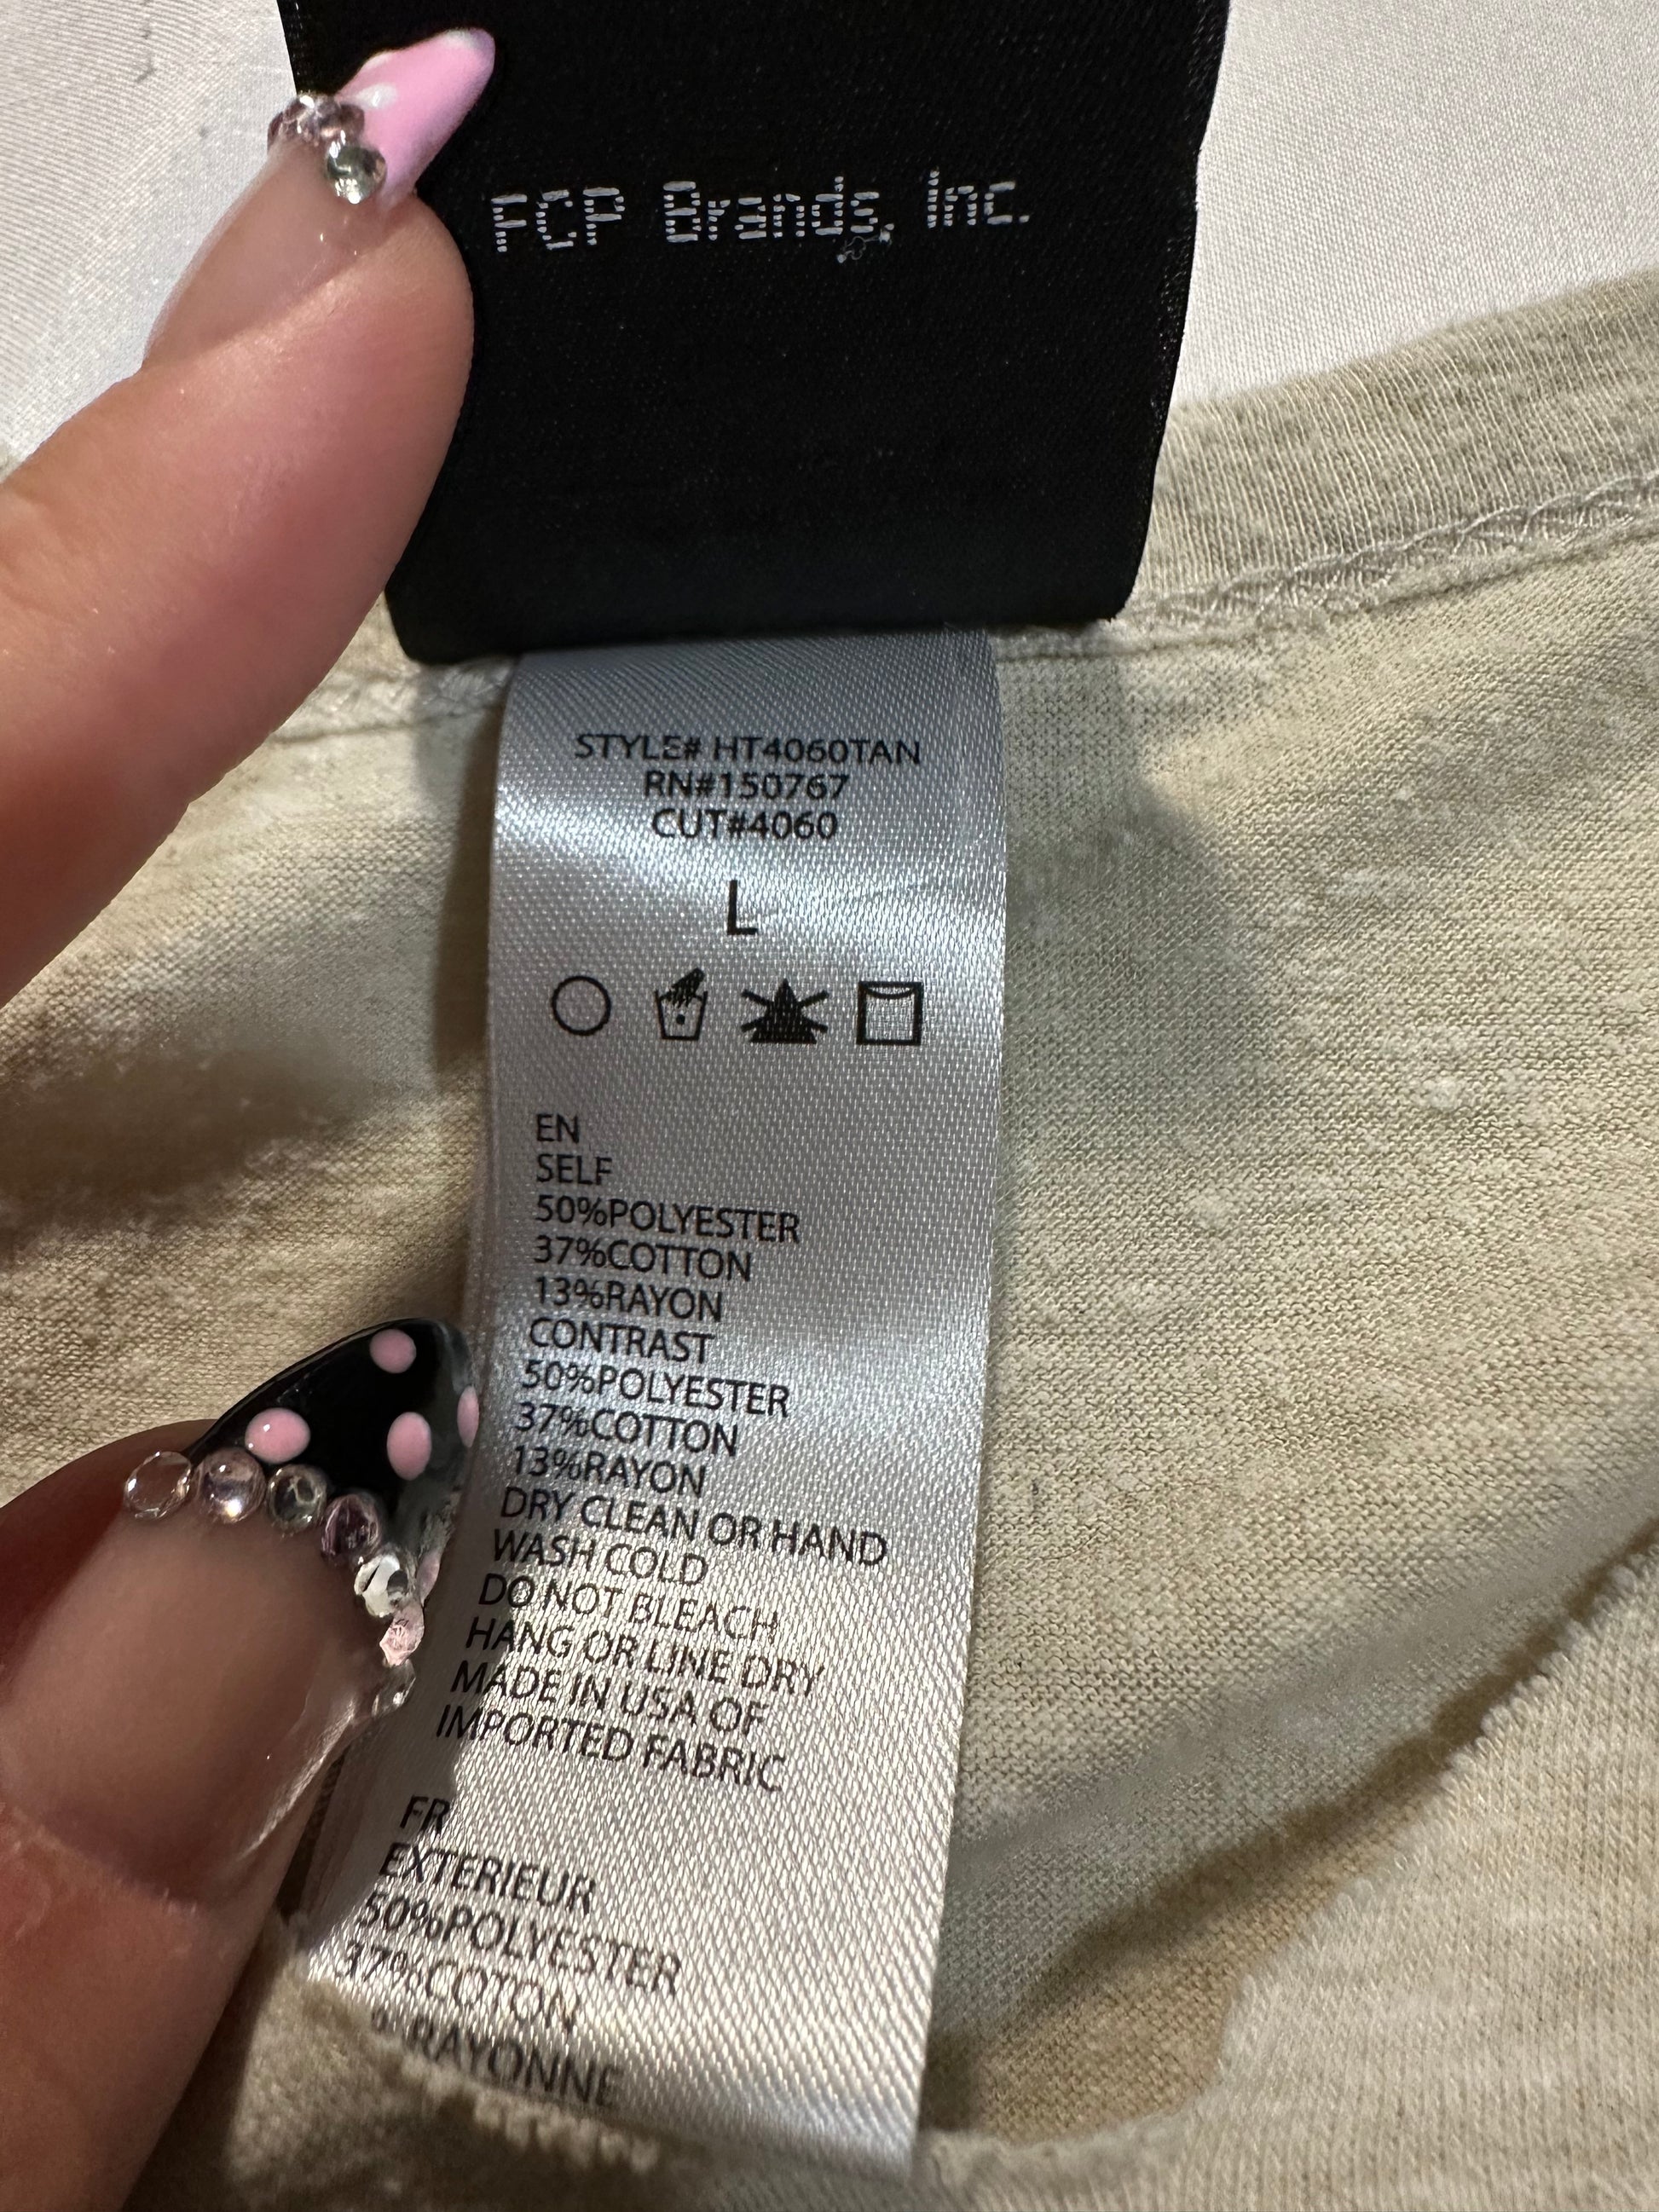 FCP Brands, Inc.
STYLE# HT4060TAN
RN#150767
CUT#4060
L
EN
SELF
50%POLYESTER
37%COTTON
13%RAYON
CONTRAST
50%POLYESTER
37%COTTON
13%RAYON
DRY CLEAN OR HAND
WASH COLD
DO NOT BLEACH
HANG OR LINE DRY
MADE IN USA OF
IMPORTED FABRIC
FR
EXTERIEUR
50%POLYESTER
37%COTON
%RAYONNE